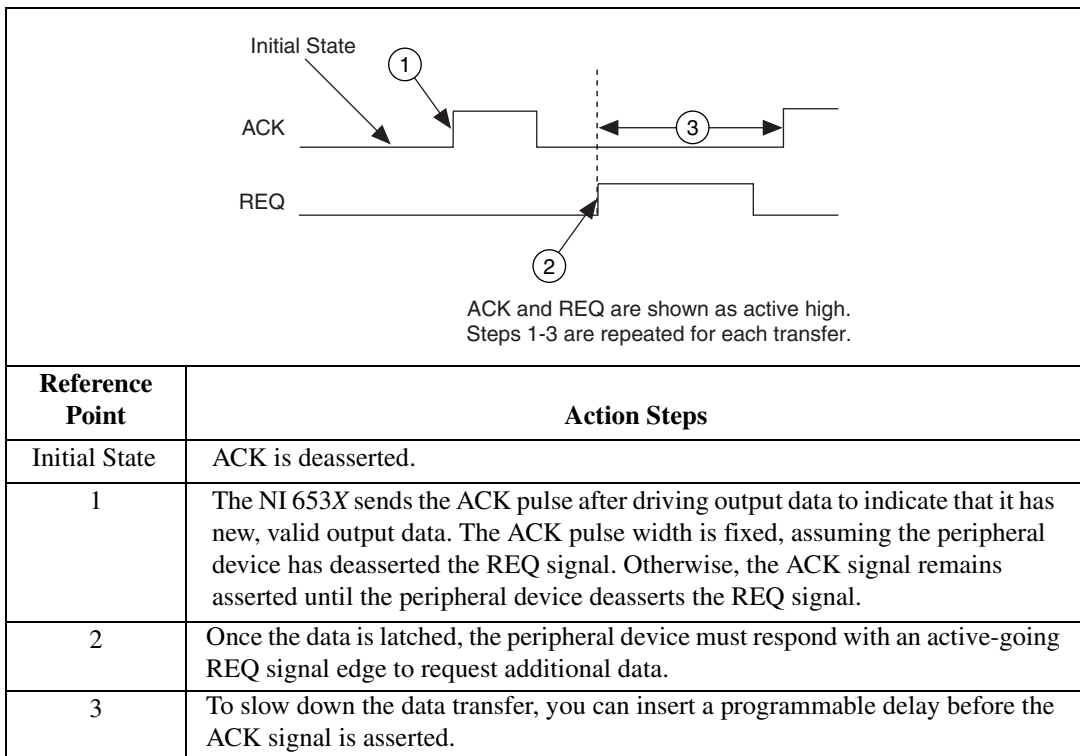 Initial State
1
ACK
3
REQ
2
ACK and REQ are shown as active high.
Steps 1-3 are repeated for each transfer.
Reference
Point
Action Steps
Initial State
ACK is deasserted.
1
The NI 653X sends the ACK pulse after driving output data to indicate that it has
new, valid output data. The ACK pulse width is fixed, assuming the peripheral
device has deasserted the REQ signal. Otherwise, the ACK signal remains
asserted until the peripheral device deasserts the REQ signal.
2
Once the data is latched, the peripheral device must respond with an active-going
REQ signal edge to request additional data.
3
To slow down the data transfer, you can insert a programmable delay before the
ACK signal is asserted.